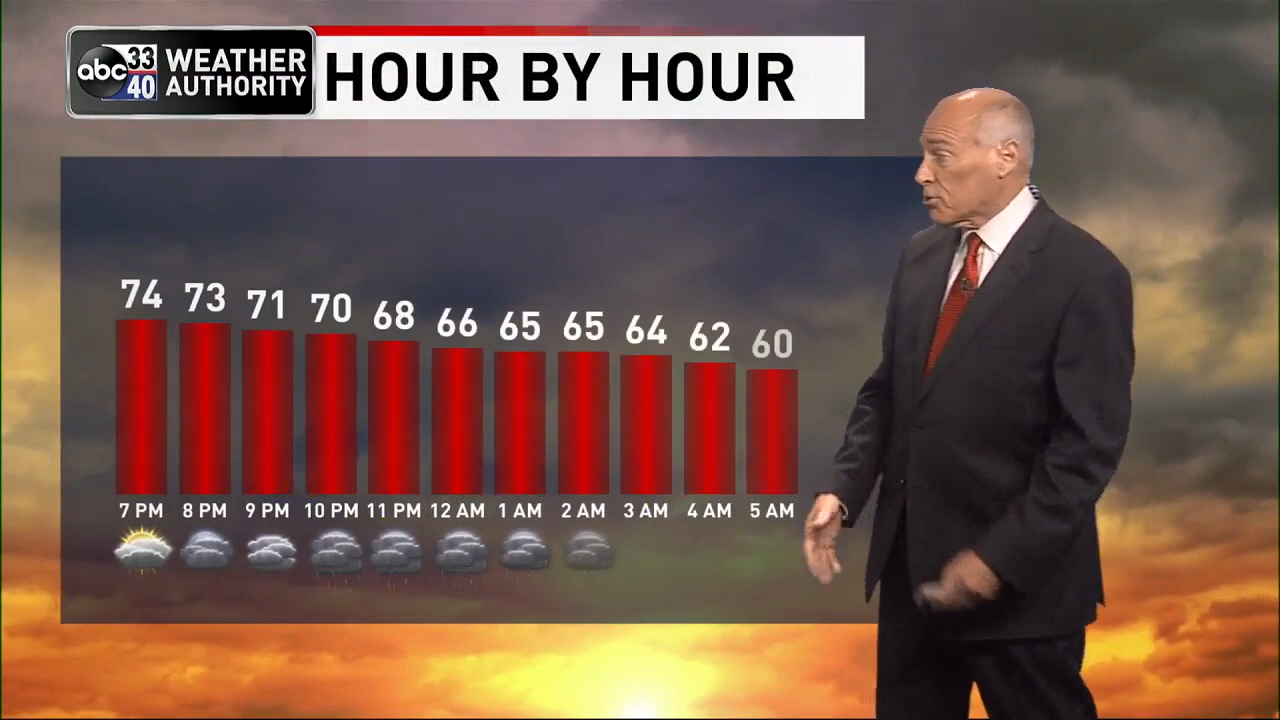 abc 33 40 WEATHER AUTHORITY
HOUR BY HOUR
74 73 71 70 68 66 65 65 64 62 60
7 PM 8 PM 9 PM 10 PM 11 PM 12 AM 1 AM 2 AM 3 AM 4 AM 5 AM